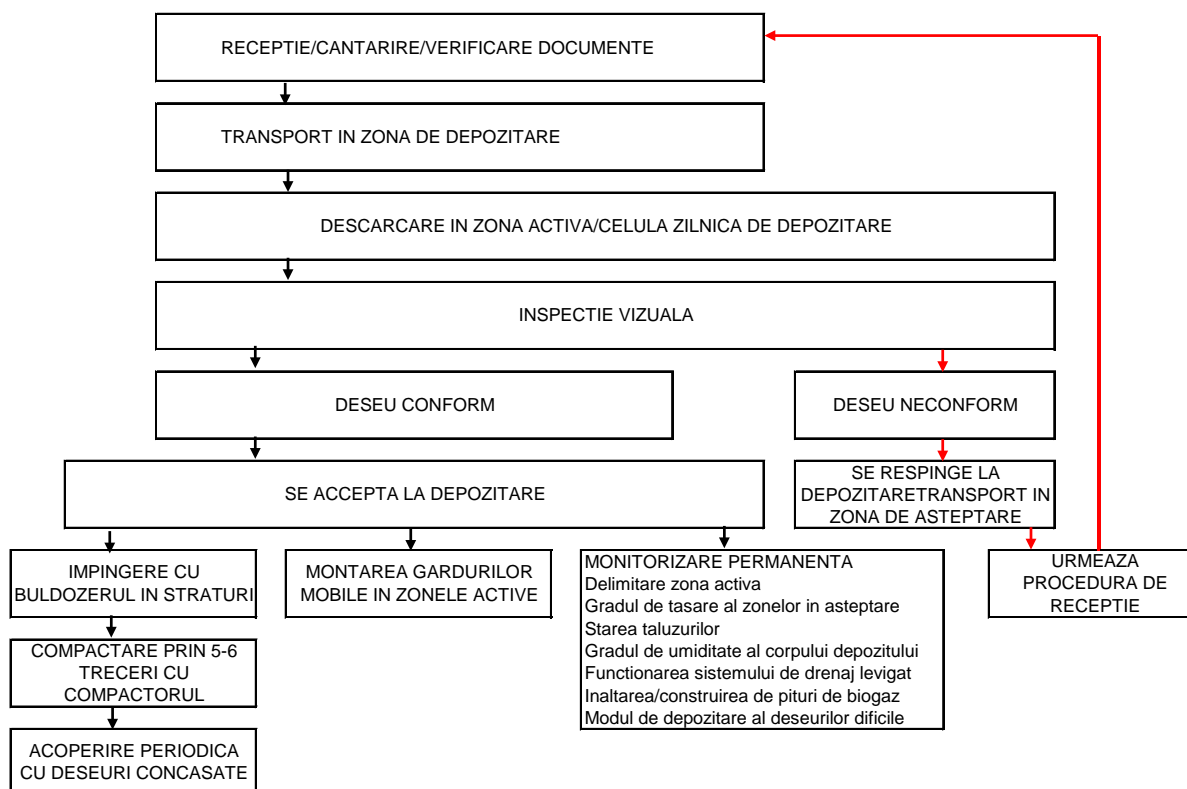 RECEPTIE/CANTARIRE/VERIFICARE DOCUMENTE
TRANSPORT IN ZONA DE DEPOZITARE
DESCARCARE IN ZONA ACTIVA/CELULA ZILNICA DE DEPOZITARE
INSPECTIE VIZUALA
DESEU CONFORM
DESEU NECONFORM
SE ACCEPTA LA DEPOZITARE
SE RESPINGE LA
DEPOZITARETRANSPORT IN
ZONA DE ASTEPTARE
IMPINGERE CU
BULDOZERUL IN STRATURI
MONTAREA GARDURILOR
MOBILE IN ZONELE ACTIVE
MONITORIZARE PERMANENTA
Delimitare zona activa
Gradul de tasare al zonelor in asteptare
Starea taluzurilor
Gradul de umiditate al corpului depozitului
Functionarea sistemului de drenaj levigat
Inaltarea/construirea de pituri de biogaz
Modul de depozitare al deseurilor dificile
URMEAZA
PROCEDURA DE
RECEPTIE
COMPACTARE PRIN 5-6
TRECERI CU
COMPACTORUL
ACOPERIRE PERIODICA
CU DESEURI CONCASATE